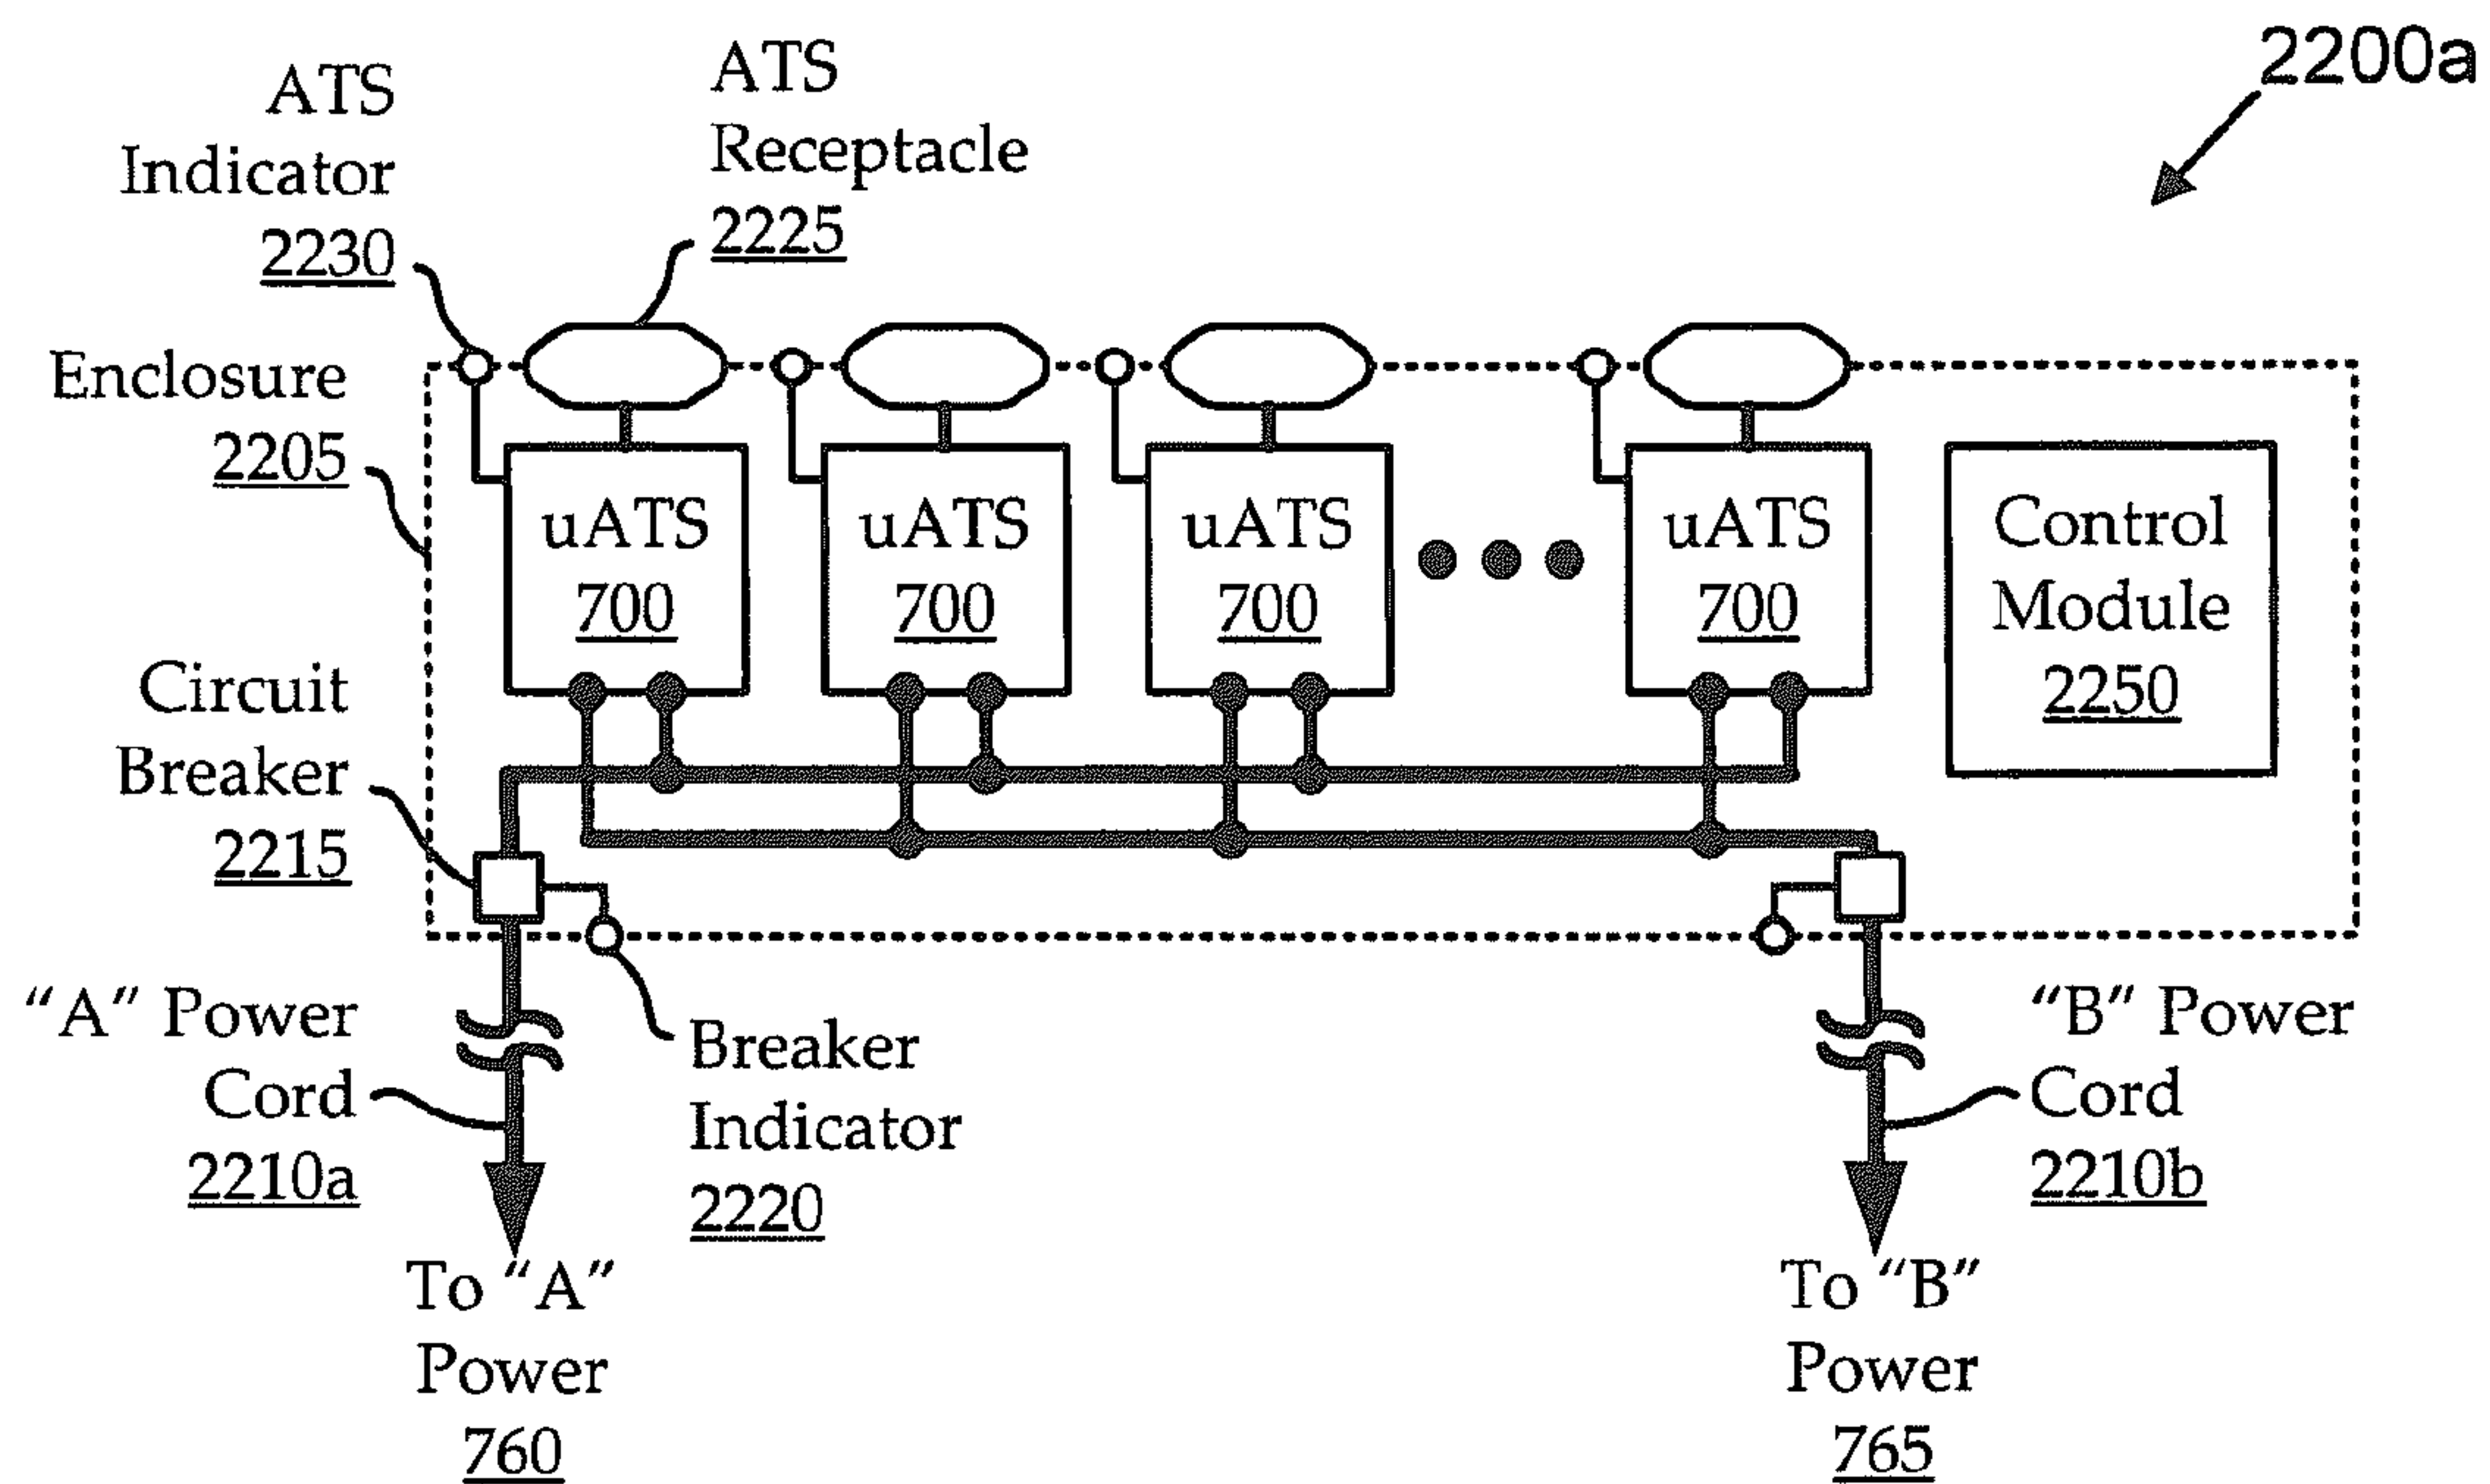 2200a
ATS
Indicator
2230
ATS
Receptacle
2225
Enclosure
2205
uATS
700
uATS
700
uATS
700
uATS
700
Control
Module
2250
Circuit
Breaker
2215
“A” Power
Cord
2210a
Breaker
Indicator
2220
“B” Power
Cord
2210b
To “A”
Power
760
To “B”
Power
765